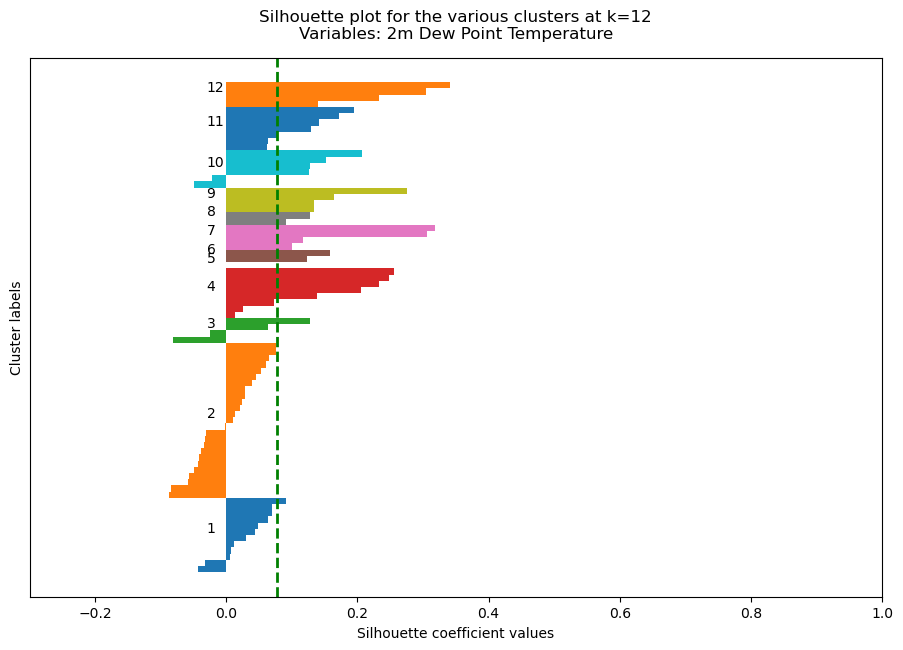 Silhouette plot for the various clusters at k=12
Variables: 2m Dew Point Temperature
Cluster labels
12
11
10
9
8
7
6
5
4
3
2
1
−0.2 0.0 0.2 0.4 0.6 0.8 1.0
Silhouette coefficient values